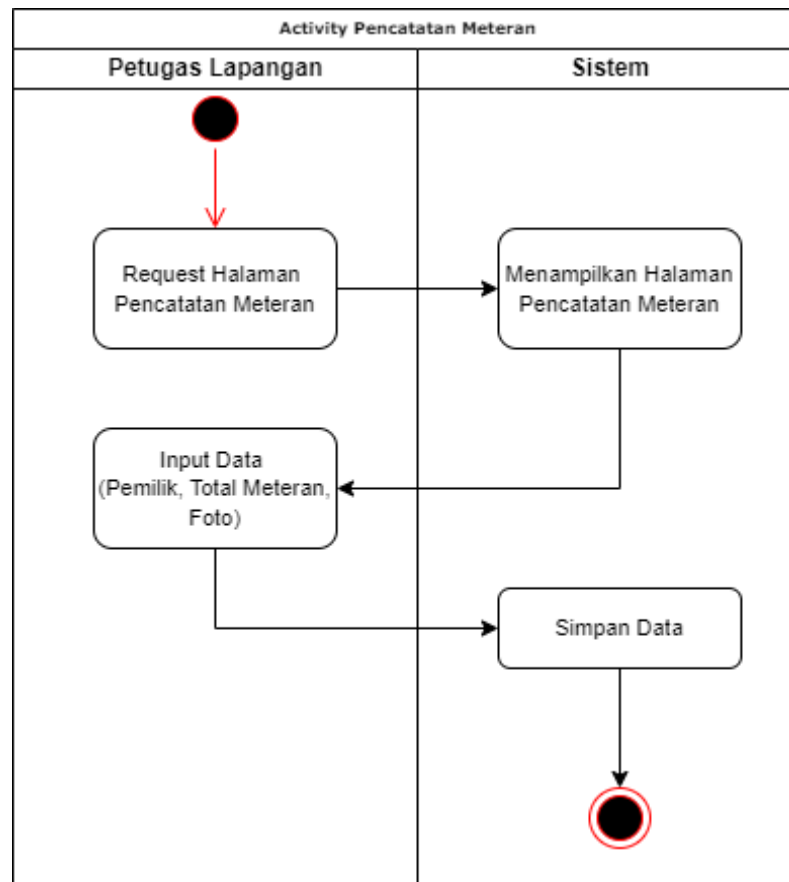 Activity Pencatatan Meteran
Petugas Lapangan
Sistem
Request Halaman
Pencatatan Meteran
Menampilkan Halaman
Pencatatan Meteran
Input Data
(Pemilik, Total Meteran,
Foto)
Simpan Data